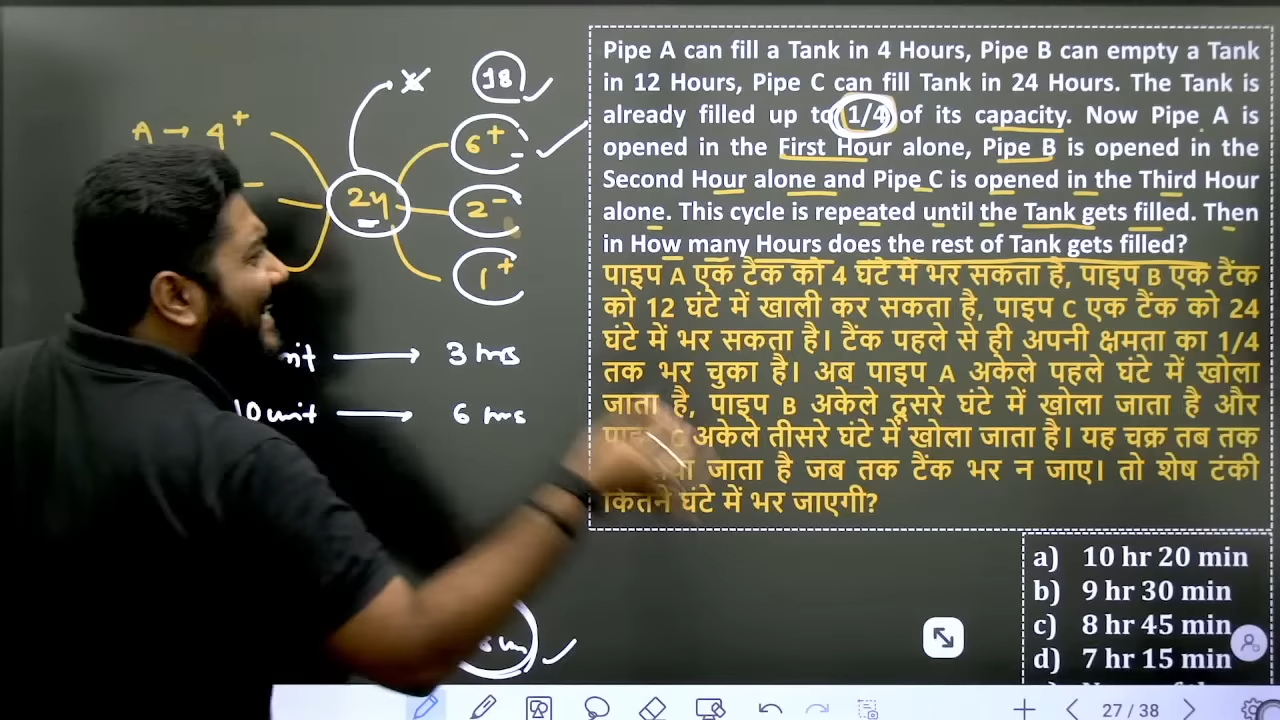 Pipe A can fill a Tank in 4 Hours, Pipe B can empty a Tank
in 12 Hours, Pipe C can fill Tank in 24 Hours. The Tank is
already filled up to 1/4 of its capacity. Now Pipe A is
opened in the First Hour alone, Pipe B is opened in the
Second Hour alone and Pipe C is opened in the Third Hour
alone. This cycle is repeated until the Tank gets filled. Then
in How many Hours does the rest of Tank gets filled?
पाइप A एक टैंक को 4 घंटे में भर सकता है, पाइप B एक टैंक
को 12 घंटे में खाली कर सकता है, पाइप C एक टैंक को 24
घंटे में भर सकता है। टैंक पहले से ही अपनी क्षमता का 1/4
तक भर चुका है। अब पाइप A अकेले पहले घंटे में खोला
जाता है, पाइप B अकेले दूसरे घंटे में खोला जाता है और
अकेले तीसरे घंटे में खोला जाता है। यह चक्र तब तक
जाता है जब तक टैंक भर न जाए। तो शेष टंकी
कितने घंटे में भर जाएगी?
a) 10 hr 20 min
b) 9 hr 30 min
c) 8 hr 45 min
d) 7 hr 15 min
18
A → 4+
6+
24
2-
1+
→ 3 hrs
10 unit → 6 hrs
27 / 38